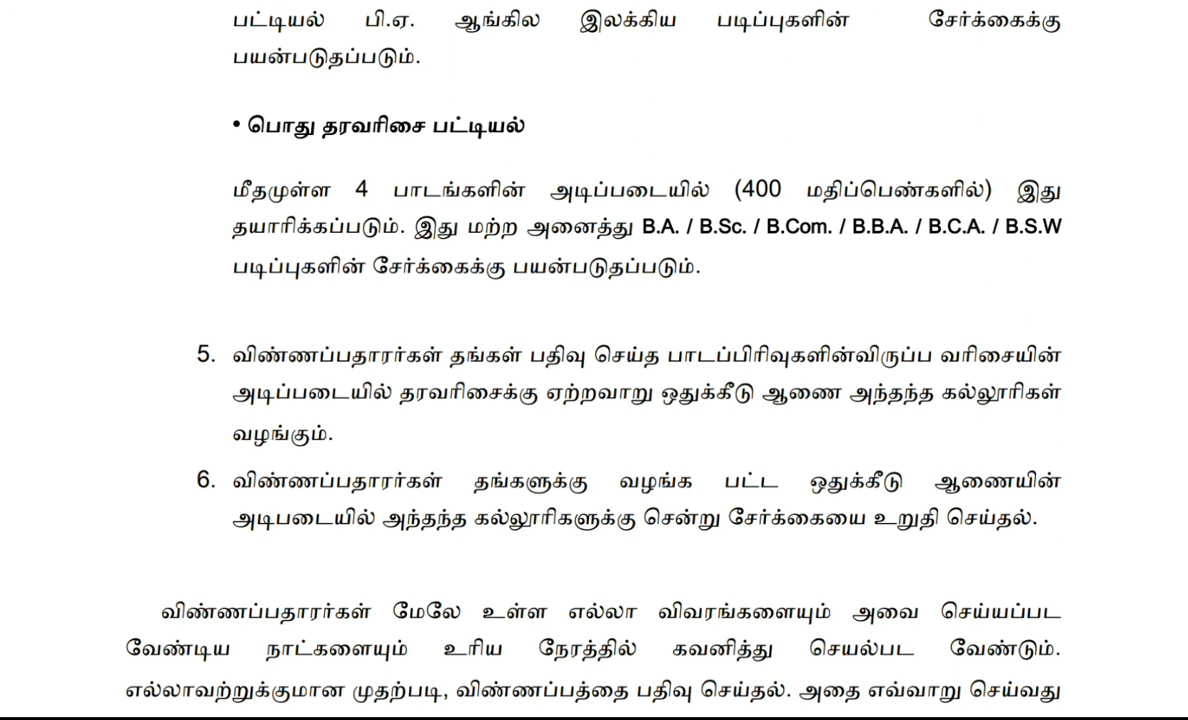 பட்டியல் பி.ஏ. ஆங்கில இலக்கிய படிப்புகளின் சேர்க்கைக்கு
பயன்படுதப்படும்.
• பொது தரவரிசை பட்டியல்
மீதமுள்ள 4 பாடங்களின் அடிப்படையில் (400 மதிப்பெண்களில்) இது
தயாரிக்கப்படும். இது மற்ற அனைத்து B.A. / B.Sc. / B.Com. / B.B.A. / B.C.A. / B.S.W
படிப்புகளின் சேர்க்கைக்கு பயன்படுதப்படும்.
5. விண்ணப்பதாரர்கள் தங்கள் பதிவு செய்த பாடப்பிரிவுகளின்விருப்ப வரிசையின்
அடிப்படையில் தரவரிசைக்கு ஏற்றவாறு ஒதுக்கீடு ஆணை அந்தந்த கல்லூரிகள்
வழங்கும்.
6. விண்ணப்பதாரர்கள் தங்களுக்கு வழங்க பட்ட ஒதுக்கீடு ஆணையின்
அடிபடையில் அந்தந்த கல்லூரிகளுக்கு சென்று சேர்க்கையை உறுதி செய்தல்.
விண்ணப்பதாரர்கள் மேலே உள்ள எல்லா விவரங்களையும் அவை செய்யப்பட
வேண்டிய நாட்களையும் உரிய நேரத்தில் கவனித்து செயல்பட வேண்டும்.
எல்லாவற்றுக்குமான முதற்படி, விண்ணப்பத்தை பதிவு செய்தல். அதை எவ்வாறு செய்வது